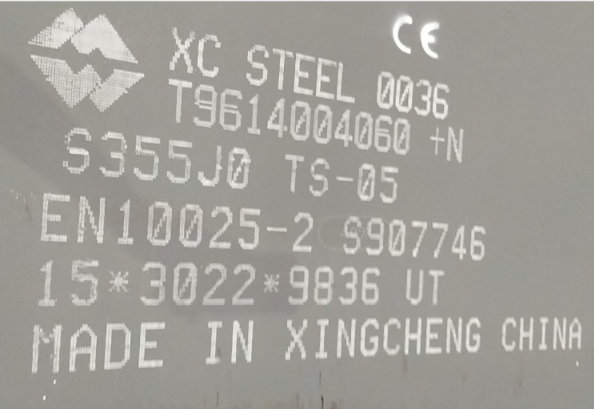 CE
XC STEEL 0036
T9614004060 +N
S355J0 TS-05
EN10025-2 S907746
15*3022*9836 UT
MADE IN XINGCHENG CHINA